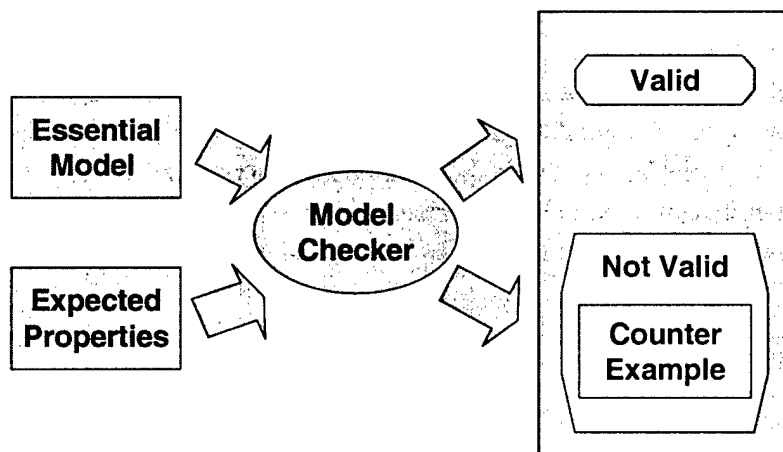 Essential
Model
Expected
Properties
Model
Checker
Valid
Not Valid
Counter
Example